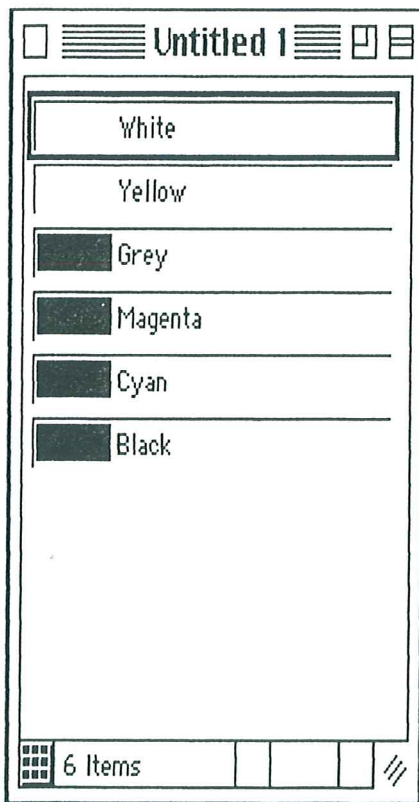 Untitled 1
White
Yellow
Grey
Magenta
Cyan
Black
6 Items